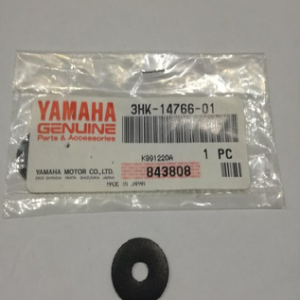 YAMAHA
GENUINE
Parts & Accessories
3HK-14766-01
K991220A
1 PC
YAMAHA MOTOR CO., LTD.
843808
MADE IN JAPAN